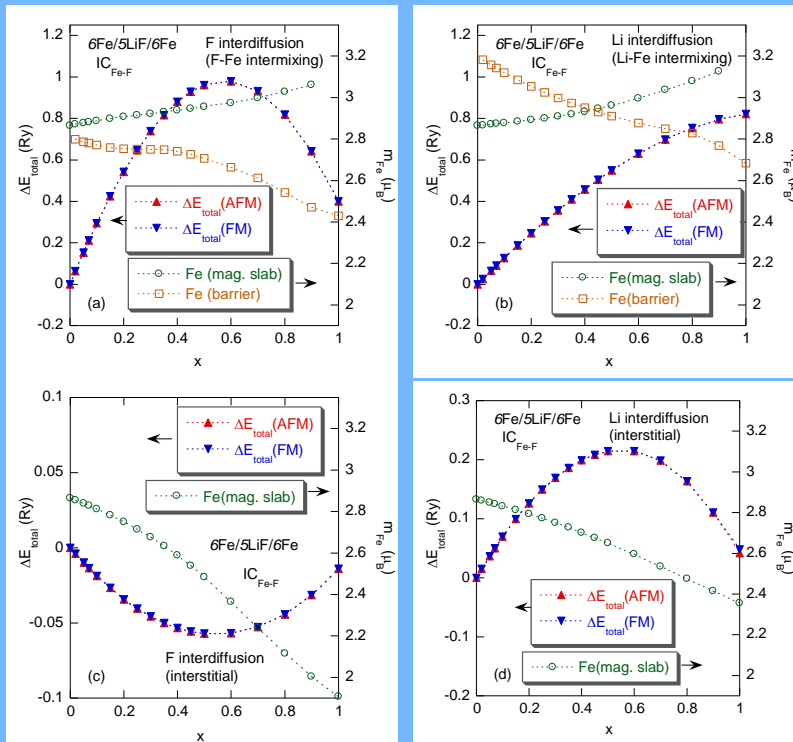 6Fe/5LiF/6Fe
IC_Fe-F
F interdiffusion
(F-Fe intermixing)
ΔE_total(AFM)
ΔE_total(FM)
Fe (mag. slab)
Fe (barrier)
(a)
1.2
1
0.8
0.6
0.4
0.2
0
-0.2
ΔE_total (Ry)
3.2
3
2.8
2.6
2.4
2.2
2
m_Fe (μ_B)
0 0.2 0.4 0.6 0.8 1
x
6Fe/5LiF/6Fe
IC_Fe-F
Li interdiffusion
(Li-Fe intermixing)
ΔE_total(AFM)
ΔE_total(FM)
Fe(mag. slab)
Fe(barrier)
(b)
1.2
1
0.8
0.6
0.4
0.2
0
-0.2
ΔE_total (Ry)
3.2
3
2.8
2.6
2.4
2.2
2
m_Fe
0 0.2 0.4 0.6 0.8 1
x
ΔE_total(AFM)
ΔE_total(FM)
Fe(mag. slab)
6Fe/5LiF/6Fe
IC_Fe-F
F interdiffusion
(interstitial)
(c)
0.1
0.05
0
-0.05
-0.1
ΔE_total (Ry)
3.2
3
2.8
2.6
2.4
2.2
2
m_Fe (μ_B)
0 0.2 0.4 0.6 0.8 1
x
6Fe/5LiF/6Fe
IC_Fe-F
Li interdiffusion
(interstitial)
ΔE_total(AFM)
ΔE_total(FM)
Fe(mag. slab)
(d)
0.3
0.2
0.1
0
-0.1
-0.2
ΔE_total (Ry)
3.2
3
2.8
2.6
2.4
2.2
2
m_Fe (μ_B)
0 0.2 0.4 0.6 0.8 1
x